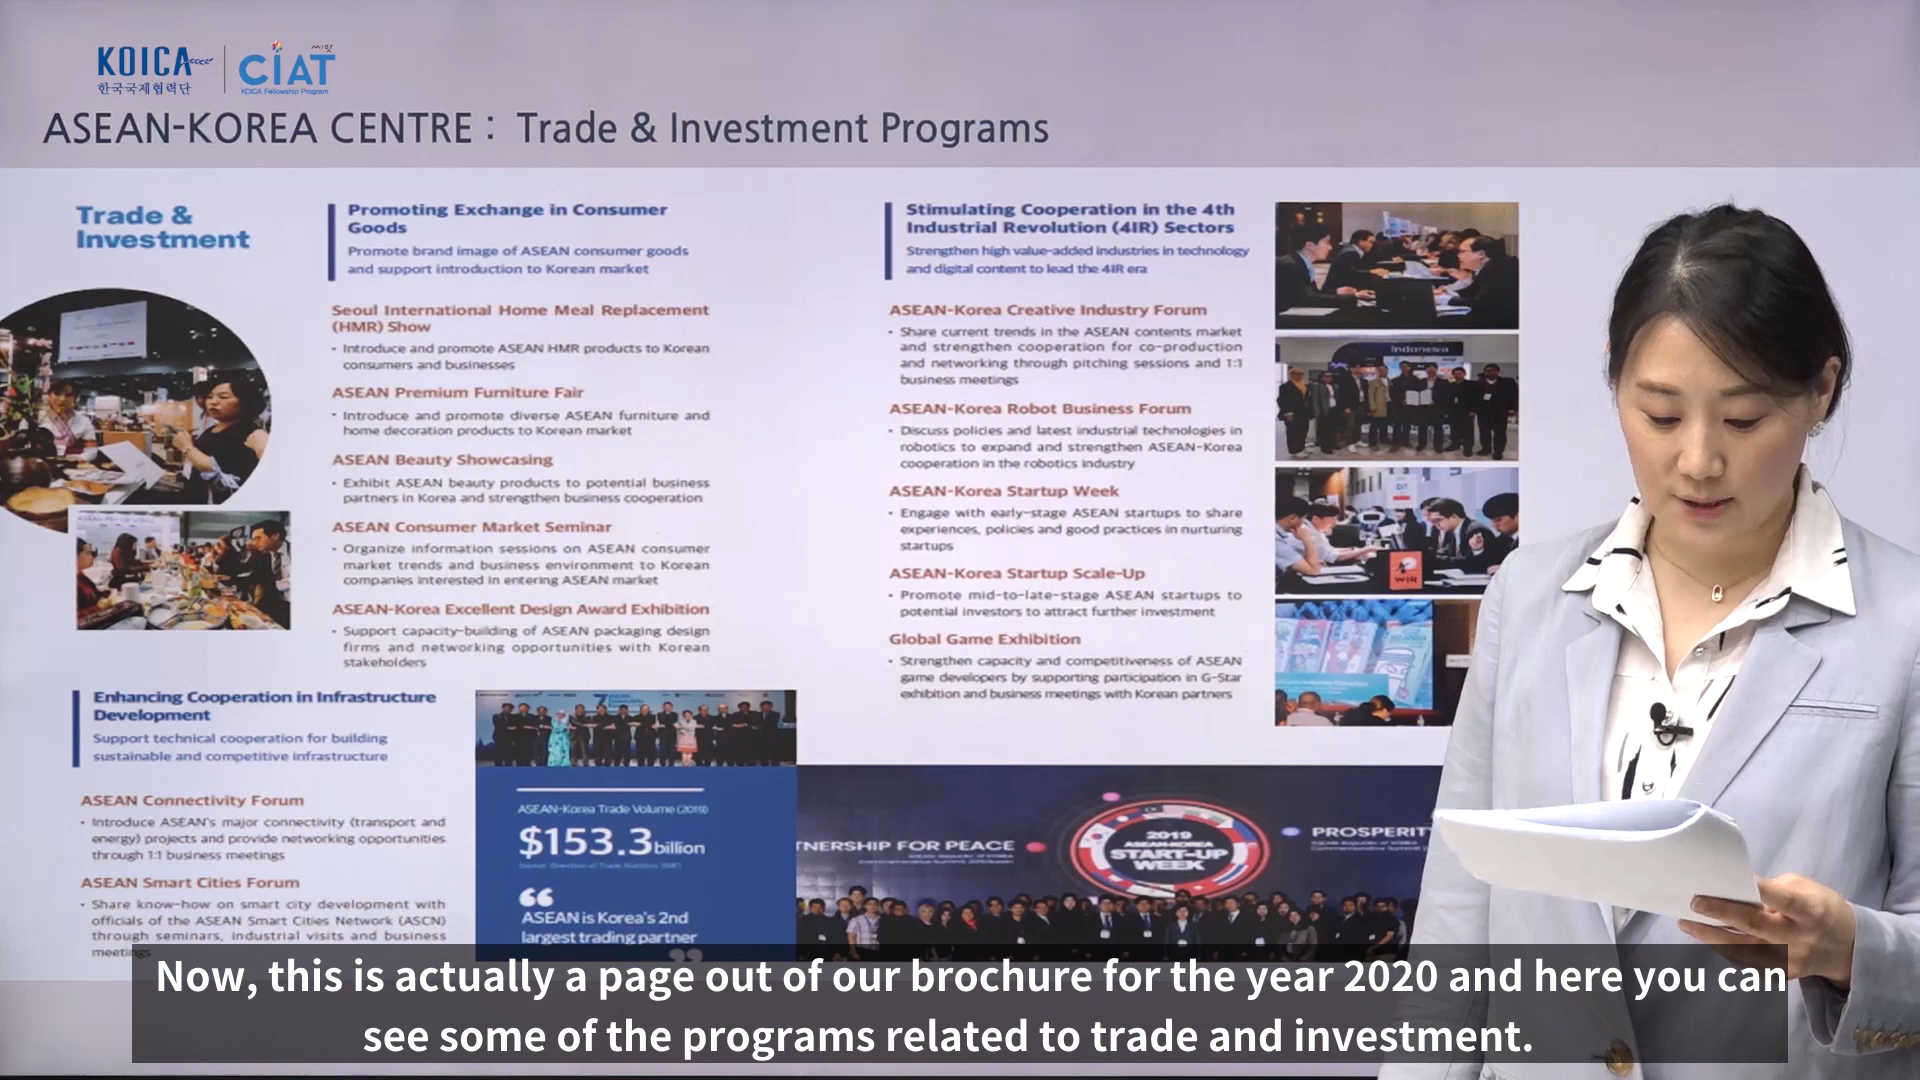 KOICA
한국국제협력단
CIAT
KOICA Fellowship Program
ASEAN-KOREA CENTRE : Trade & Investment Programs
Trade &
Investment
Promoting Exchange in Consumer
Goods
Promote brand image of ASEAN consumer goods
and support introduction to Korean market
Seoul International Home Meal Replacement
(HMR) Show
• Introduce and promote ASEAN HMR products to Korean
consumers and businesses
ASEAN Premium Furniture Fair
• Introduce and promote diverse ASEAN furniture and
home decoration products to Korean market
ASEAN Beauty Showcasing
• Exhibit ASEAN beauty products to potential business
partners in Korea and strengthen business cooperation
ASEAN Consumer Market Seminar
• Organize information sessions on ASEAN consumer
market trends and business environment to Korean
companies interested in entering ASEAN market
ASEAN-Korea Excellent Design Award Exhibition
• Support capacity-building of ASEAN packaging design
firms and networking opportunities with Korean
stakeholders
Enhancing Cooperation in Infrastructure
Development
Support technical cooperation for building
sustainable and competitive infrastructure
ASEAN Connectivity Forum
• Introduce ASEAN's major connectivity (transport and
energy) projects and provide networking opportunities
through 1:1 business meetings
ASEAN Smart Cities Forum
• Share know-how on smart city development with
officials of the ASEAN Smart Cities Network (ASCN)
through seminars, industrial visits and business
meetings
ASEAN-Korea Trade Volume (2019)
$153.3 billion
Source: Direction of Trade Statistics (IMF)
“
ASEAN is Korea's 2nd
largest trading partner
”
Stimulating Cooperation in the 4th
Industrial Revolution (4IR) Sectors
Strengthen high value-added industries in technology
and digital content to lead the 4IR era
ASEAN-Korea Creative Industry Forum
• Share current trends in the ASEAN contents market
and strengthen cooperation for co-production
and networking through pitching sessions and 1:1
business meetings
ASEAN-Korea Robot Business Forum
• Discuss policies and latest industrial technologies in
robotics to expand and strengthen ASEAN-Korea
cooperation in the robotics industry
ASEAN-Korea Startup Week
• Engage with early-stage ASEAN startups to share
experiences, policies and good practices in nurturing
startups
ASEAN-Korea Startup Scale-Up
• Promote mid-to-late-stage ASEAN startups to
potential investors to attract further investment
Global Game Exhibition
• Strengthen capacity and competitiveness of ASEAN
game developers by supporting participation in G-Star
exhibition and business meetings with Korean partners
Indonesia
WIR
TNERSHIP FOR PEACE
2019
ASEAN-KOREA
START-UP
WEEK
PROSPERIT
Now, this is actually a page out of our brochure for the year 2020 and here you can
see some of the programs related to trade and investment.